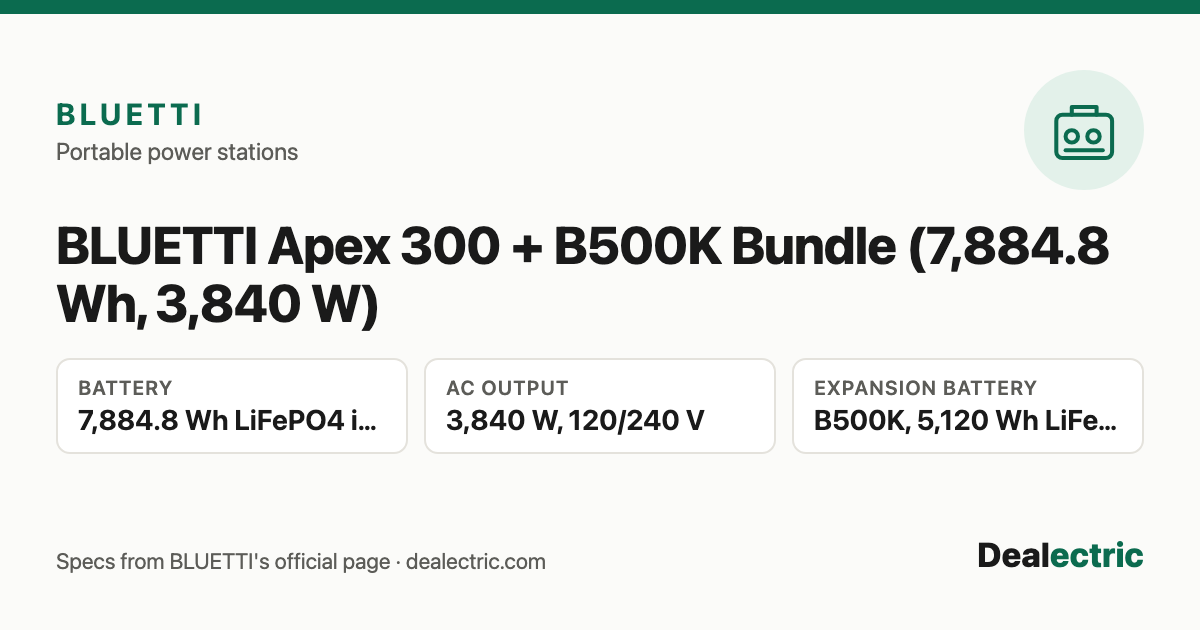 BLUETTI
Portable power stations
BLUETTI Apex 300 + B500K Bundle (7,884.8
Wh, 3,840 W)
BATTERY
7,884.8 Wh LiFePO4 i...
AC OUTPUT
3,840 W, 120/240 V
EXPANSION BATTERY
B500K, 5,120 Wh LiFe...
Specs from BLUETTI's official page · dealectric.com
Dealectric